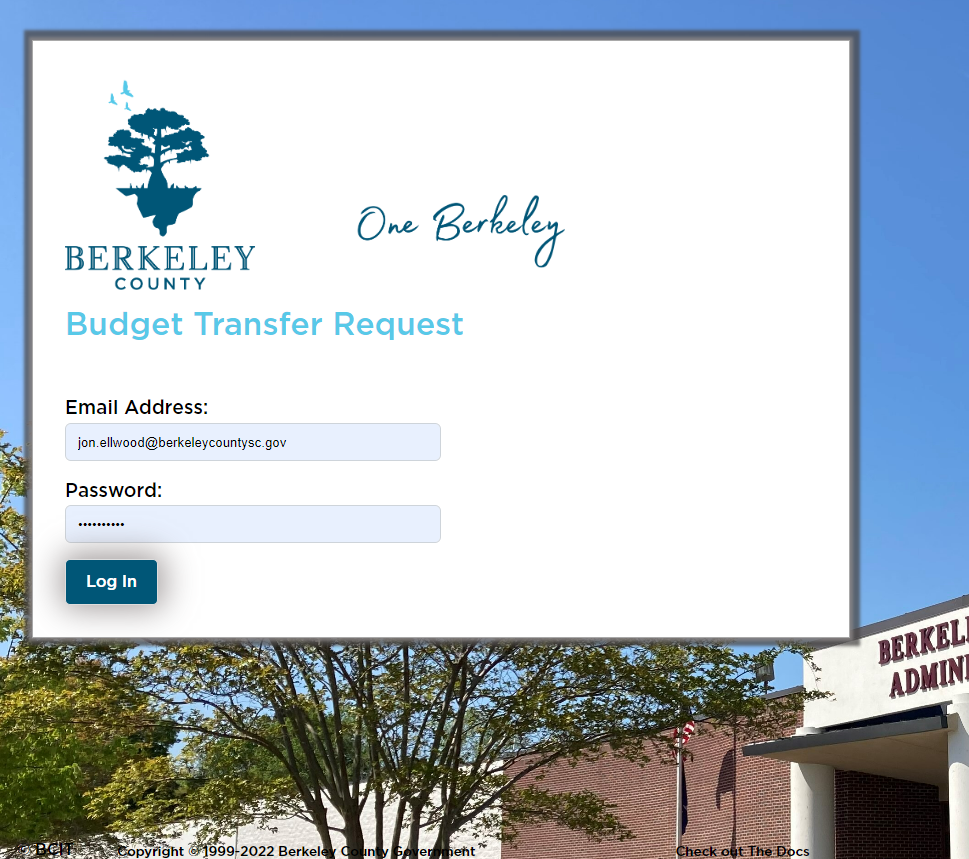 BERKELEY
COUNTY
One Berkeley
Budget Transfer Request
Email Address:
jon.ellwood@berkeleycountysc.gov
Password:
••••••••••
Log In
BERKEL
ADMINI
BCIT
Copyright © 1999-2022 Berkeley County Government
Check out The Docs